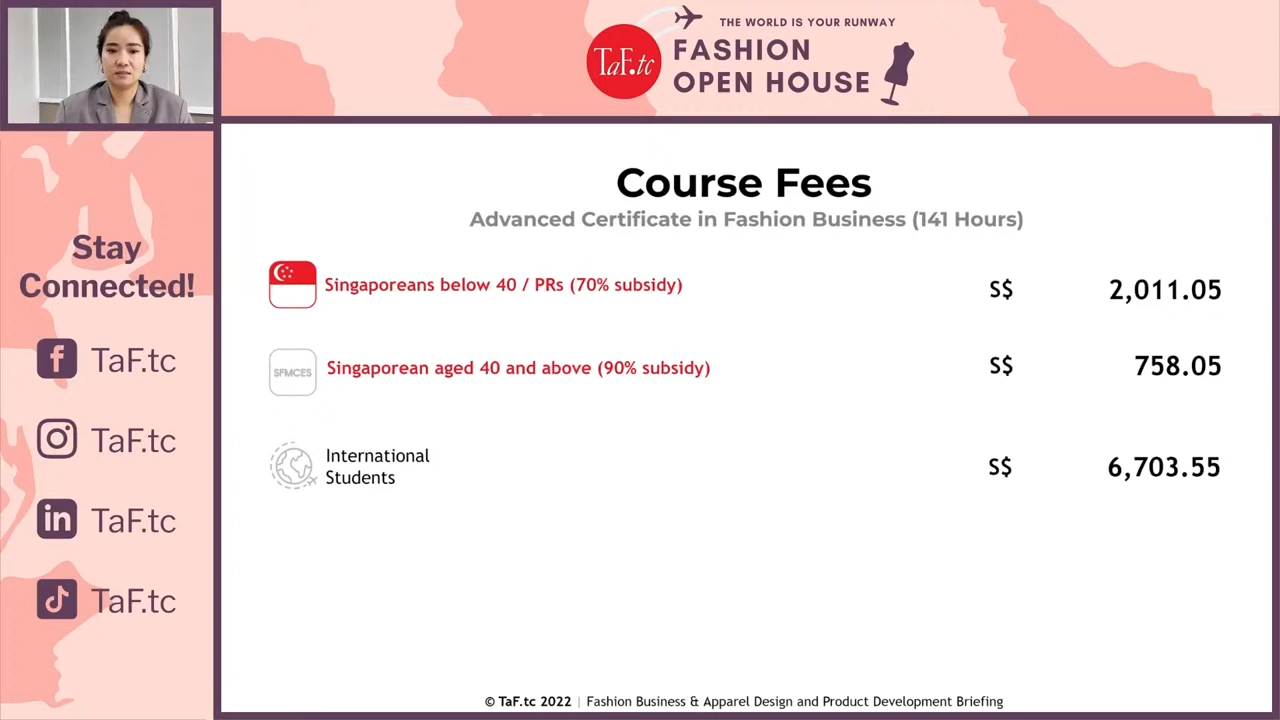 TaF.tc
THE WORLD IS YOUR RUNWAY
FASHION
OPEN HOUSE
Stay
Connected!
TaF.tc
TaF.tc
in TaF.tc
TaF.tc
Course Fees
Advanced Certificate in Fashion Business (141 Hours)
Singaporeans below 40 / PRs (70% subsidy) S$ 2,011.05
SFMCES Singaporean aged 40 and above (90% subsidy) S$ 758.05
International
Students
S$ 6,703.55
© TaF.tc 2022 | Fashion Business & Apparel Design and Product Development Briefing